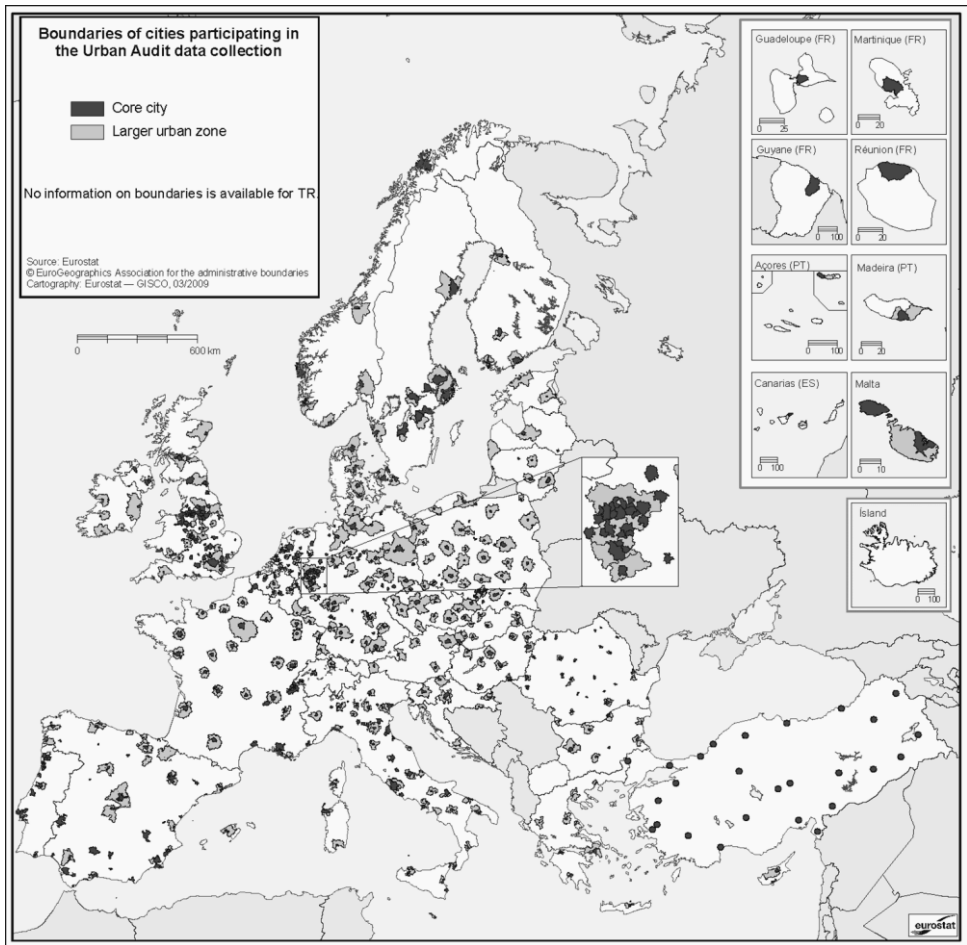 Boundaries of cities participating in
the Urban Audit data collection
Core city
Larger urban zone
No information on boundaries is available for TR.
Source: Eurostat
© EuroGeographics Association for the administrative boundaries
Cartography: Eurostat — GISCO, 03/2009
0 600 km
Guadeloupe (FR)
0 25
Martinique (FR)
0 20
Guyane (FR)
0 100
Réunion (FR)
0 20
Açores (PT)
0 100
Madeira (PT)
0 20
Canarias (ES)
0 100
Malta
0 10
Ísland
0 100
eurostat